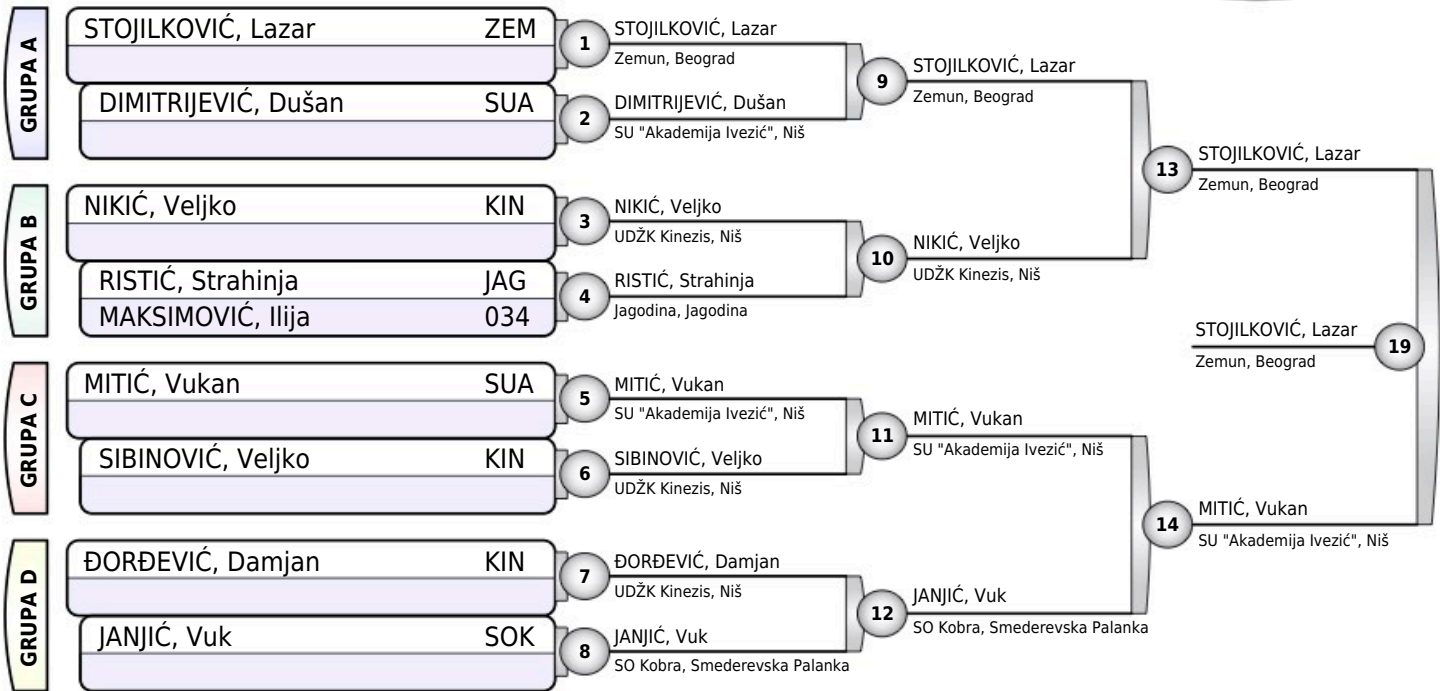 GRUPA A
STOJILKOVIĆ, Lazar ZEM
DIMITRIJEVIĆ, Dušan SUA
1
STOJILKOVIĆ, Lazar
Zemun, Beograd
2
DIMITRIJEVIĆ, Dušan
SU "Akademija Ivezić", Niš
9
STOJILKOVIĆ, Lazar
Zemun, Beograd
GRUPA B
NIKIĆ, Veljko KIN
RISTIĆ, Strahinja JAG
MAKSIMOVIĆ, Ilija 034
3
NIKIĆ, Veljko
UDŽK Kinezis, Niš
4
RISTIĆ, Strahinja
Jagodina, Jagodina
10
NIKIĆ, Veljko
UDŽK Kinezis, Niš
13
STOJILKOVIĆ, Lazar
Zemun, Beograd
GRUPA C
MITIĆ, Vukan SUA
SIBINOVIĆ, Veljko KIN
5
MITIĆ, Vukan
SU "Akademija Ivezić", Niš
6
SIBINOVIĆ, Veljko
UDŽK Kinezis, Niš
11
MITIĆ, Vukan
SU "Akademija Ivezić", Niš
GRUPA D
ĐORĐEVIĆ, Damjan KIN
JANJIĆ, Vuk SOK
7
ĐORĐEVIĆ, Damjan
UDŽK Kinezis, Niš
8
JANJIĆ, Vuk
SO Kobra, Smederevska Palanka
12
JANJIĆ, Vuk
SO Kobra, Smederevska Palanka
14
MITIĆ, Vukan
SU "Akademija Ivezić", Niš
STOJILKOVIĆ, Lazar
Zemun, Beograd
19